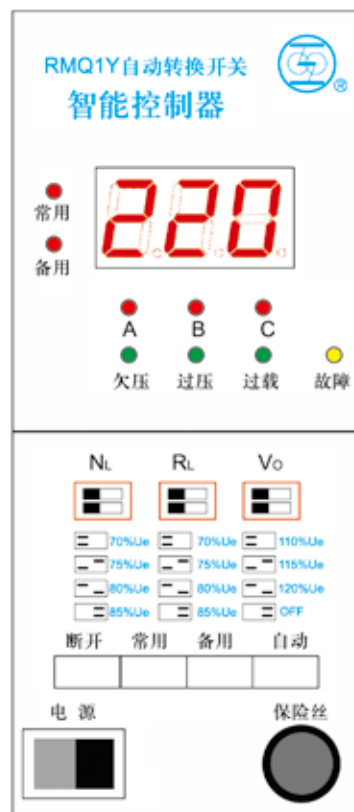 RMQ1Y自动转换开关
®
智能控制器
220
常用
备用
A B C
欠压 过压 过载 故障
NL RL VO
70%Ue 70%Ue 110%Ue
75%Ue 75%Ue 115%Ue
80%Ue 80%Ue 120%Ue
85%Ue 85%Ue OFF
断开 常用 备用 自动
电源 保险丝